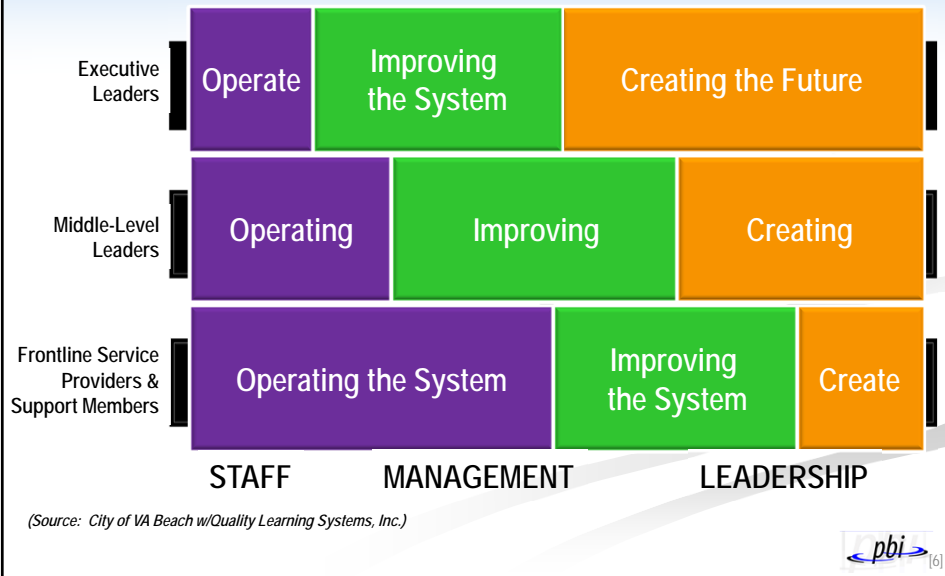 Executive
Leaders
Operate
Improving
the System
Creating the Future
Middle-Level
Leaders
Operating
Improving
Creating
Frontline Service
Providers &
Support Members
Operating the System
Improving
the System
Create
STAFF MANAGEMENT LEADERSHIP
(Source: City of VA Beach w/Quality Learning Systems, Inc.)
pbi
[6]